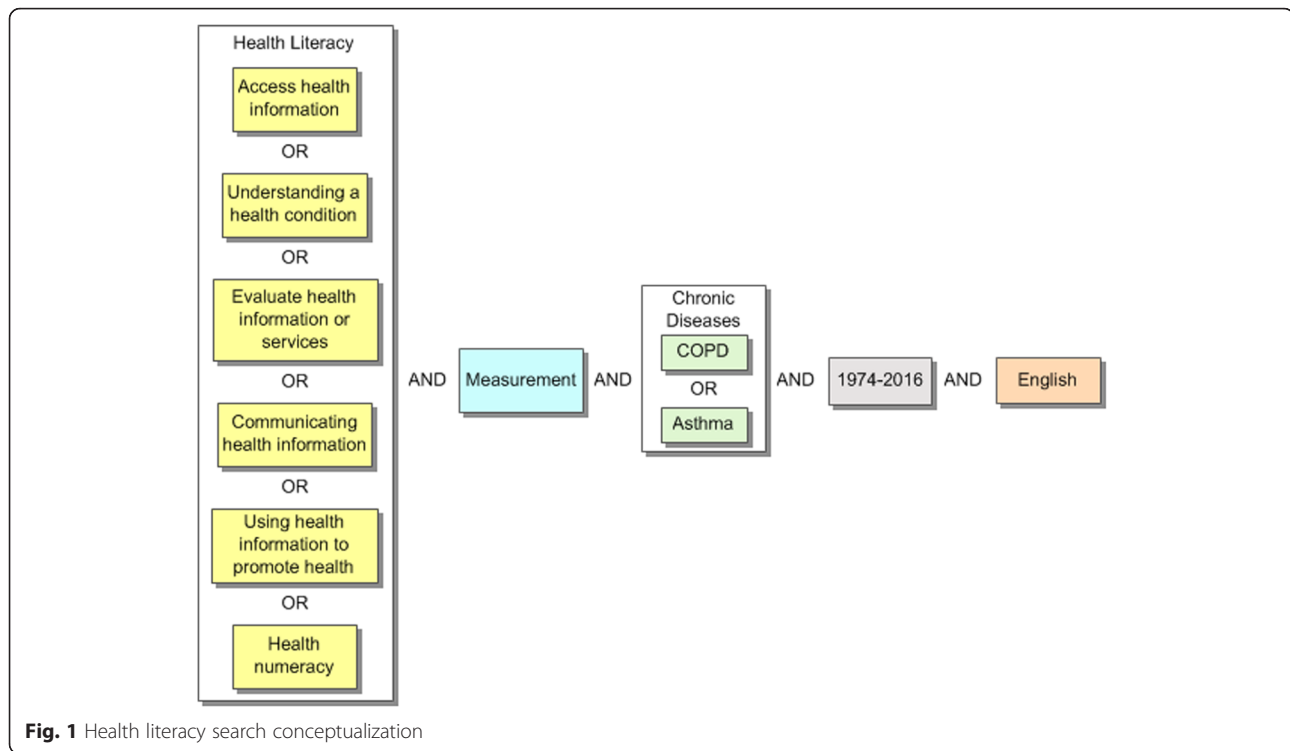 Health Literacy
Access health
information
OR
Understanding a
health condition
OR
Evaluate health
information or
services
OR
Communicating
health information
OR
Using health
information to
promote health
OR
Health
numeracy
AND
Measurement
AND
Chronic
Diseases
COPD
OR
Asthma
AND
1974-2016
AND
English
Fig. 1 Health literacy search conceptualization